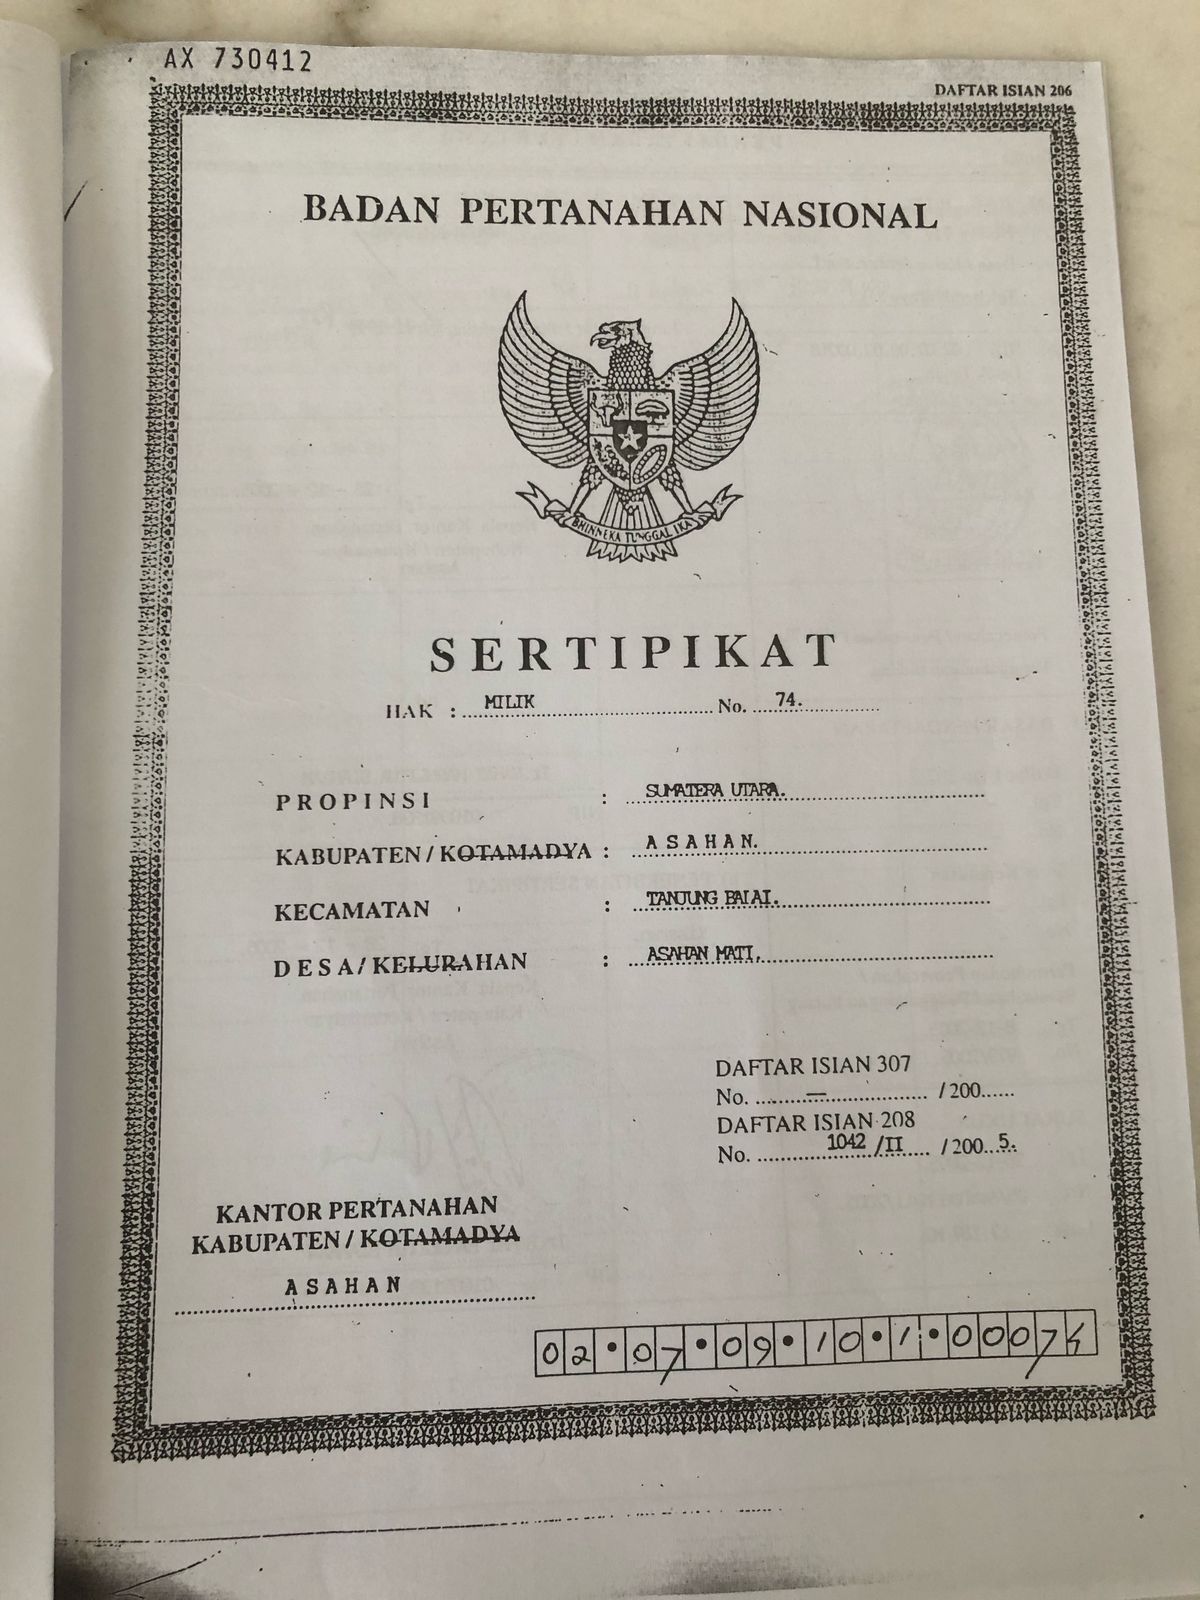 AX 730412
DAFTAR ISIAN 206
BADAN PERTANAHAN NASIONAL
BHINNEKA TUNGGAL IKA
SERTIPIKAT
HAK : MILIK No. 74.
PROPINSI : SUMATERA UTARA.
KABUPATEN / KOTAMADYA : ASAHAN.
KECAMATAN : TANJUNG BALAI.
DESA / KELURAHAN : ASAHAN MATI,
DAFTAR ISIAN 307
No. — / 200
DAFTAR ISIAN 208
No. 1042 /II / 200 5.
KANTOR PERTANAHAN
KABUPATEN / KOTAMADYA
ASAHAN
02•07•09•10•1•00074